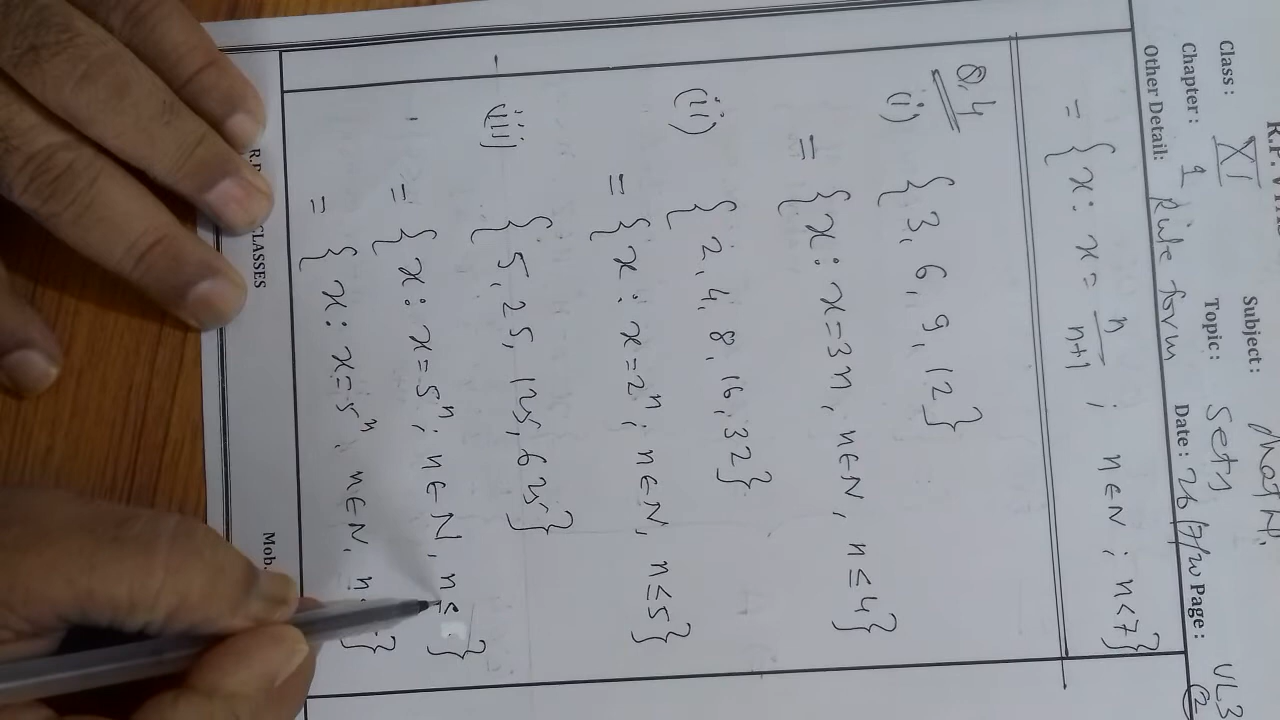 R.P.
Class : XI Subject : Math.
Chapter : 1 Topic : Sets VL3
Other Detail: Rule form Date : 26/7/20 Page : 2
= {x : x = n/n+1 ; n∈N ; n<7}
Q.4
(i) {3, 6, 9, 12}
= {x : x=3n, n∈N, n≤4}
(ii) {2, 4, 8, 16, 32}
= {x : x=2ⁿ; n∈N, n≤5}
(iii) {5, 25, 125, 625}
= {x : x=5ⁿ; n∈N, n≤ }
= {x : x=5ⁿ, n∈N, n }
CLASSES Mob.